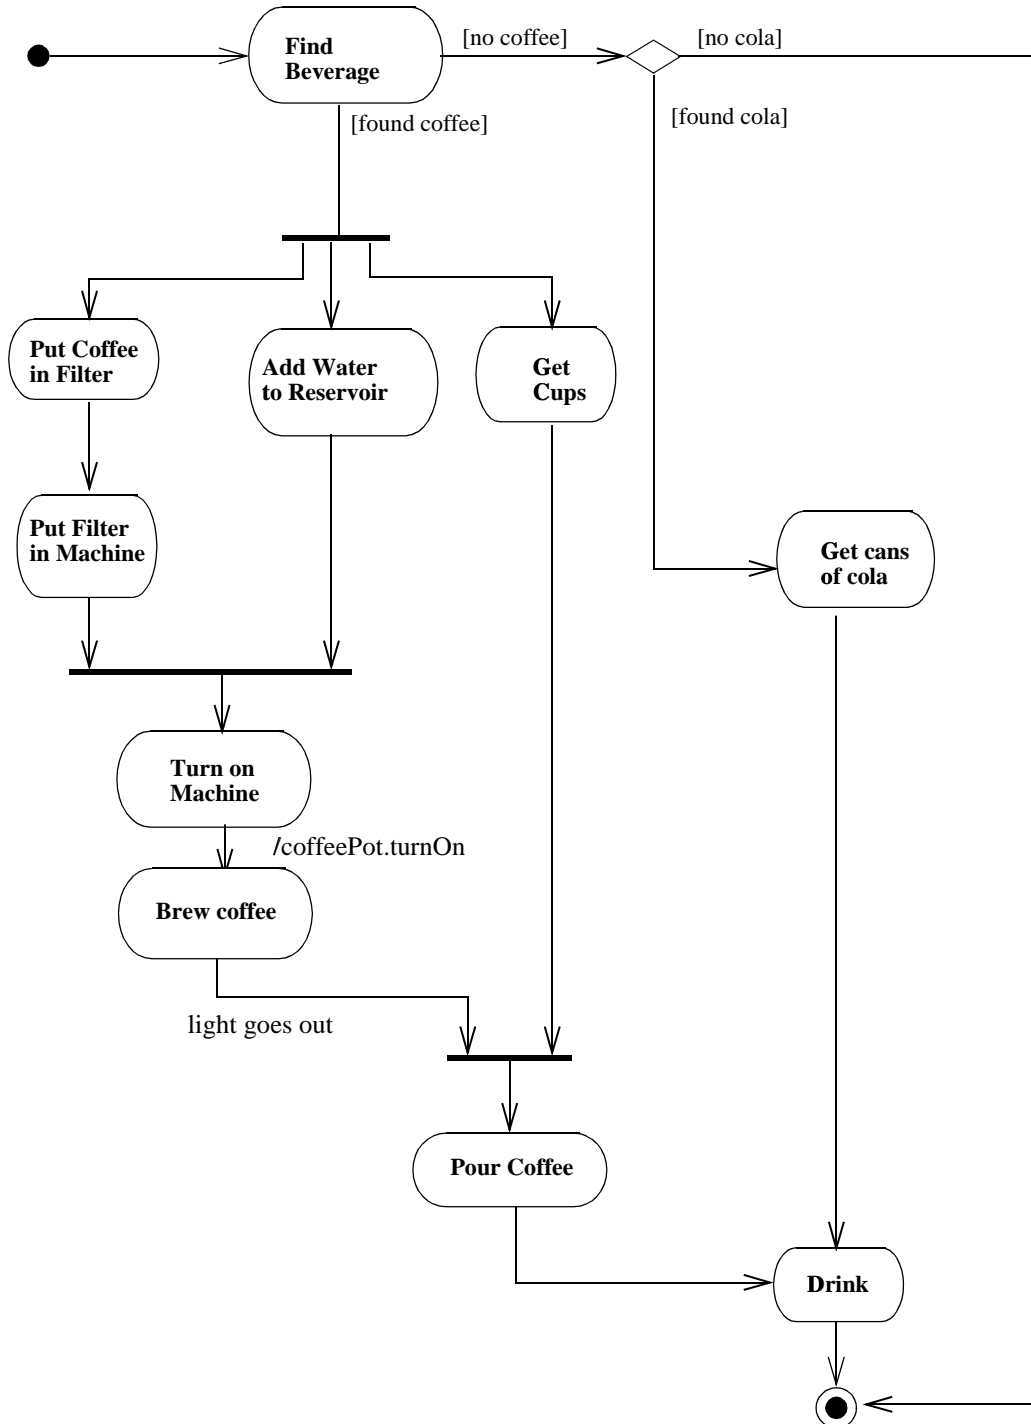 Find
Beverage
[no coffee]
[no cola]
[found coffee]
[found cola]
Put Coffee
in Filter
Add Water
to Reservoir
Get
Cups
Put Filter
in Machine
Get cans
of cola
Turn on
Machine
/coffeePot.turnOn
Brew coffee
light goes out
Pour Coffee
Drink